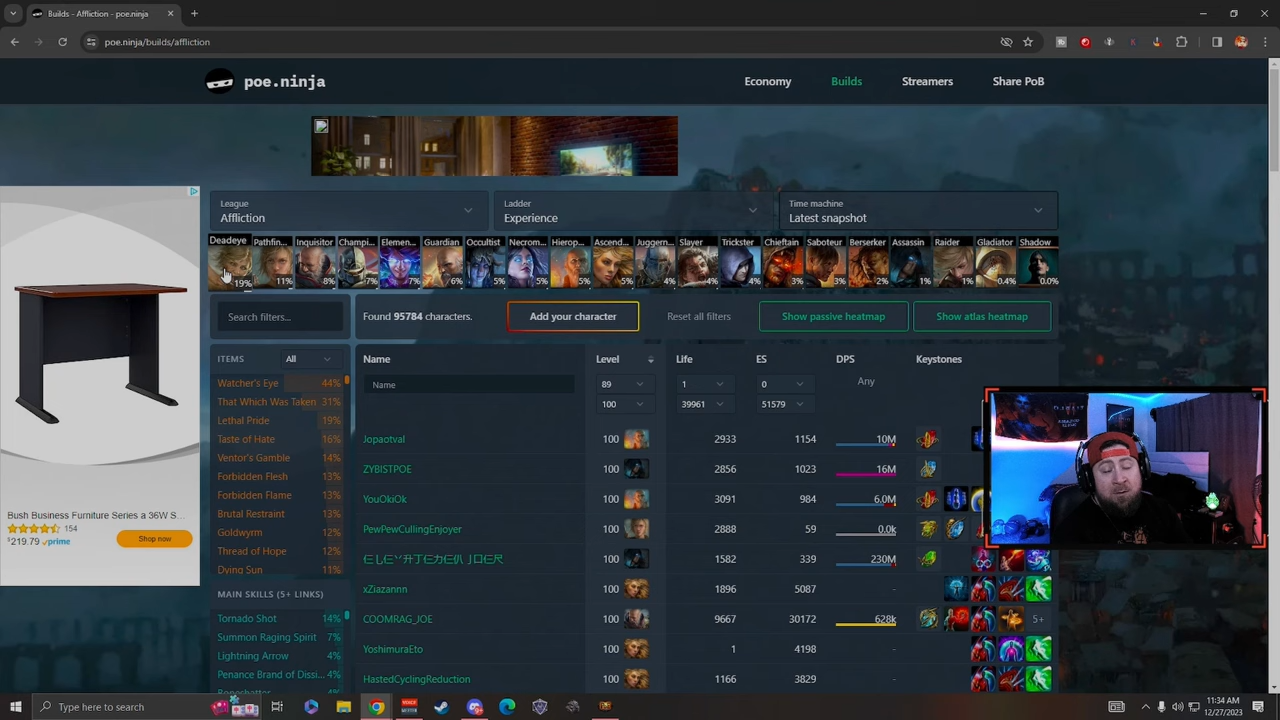 Builds - Affliction - poe.ninja
poe.ninja/builds/affliction
poe.ninja
Economy
Builds
Streamers
Share PoB
League
Affliction
Ladder
Experience
Time machine
Latest snapshot
Deadeye
Pathfin...
Inquisitor
Champi...
Elemen...
Guardian
Occultist
Necrom...
Hierop...
Ascend...
Juggern...
Slayer
Trickster
Chieftain
Saboteur
Berserker
Assassin
Raider
Gladiator
Shadow
19%
11%
8%
7%
7%
6%
5%
5%
5%
5%
4%
4%
4%
3%
3%
2%
1%
1%
0.4%
0.0%
Search filters...
Found 95784 characters.
Add your character
Reset all filters
Show passive heatmap
Show atlas heatmap
ITEMS
All
Watcher's Eye 44%
That Which Was Taken 31%
Lethal Pride 19%
Taste of Hate 16%
Ventor's Gamble 14%
Forbidden Flesh 13%
Forbidden Flame 13%
Brutal Restraint 13%
Goldwyrm 12%
Thread of Hope 12%
Dying Sun 11%
MAIN SKILLS (5+ LINKS)
Tornado Shot 14%
Summon Raging Spirit 7%
Lightning Arrow 4%
Penance Brand of Dissi... 4%
Boneshatter 4%
Name Level Life ES DPS Keystones
Name 89 1 0 Any
100 39961 51579
Jopaotval 100 2933 1154 10M
ZYBISTPOE 100 2856 1023 16M
YouOkiOk 100 3091 984 6.0M
PewPewCullingEnjoyer 100 2888 59 0.0k
100 1582 339 230M
xZiazannn 100 1896 5087 -
COOMRAG_JOE 100 9667 30172 628k 5+
YoshimuraEto 100 1 4198 -
HastedCyclingReduction 100 1166 3829 -
Bush Business Furniture Series a 36W S...
154
$219.79 prime
Shop now
Type here to search
11:34 AM
12/27/2023